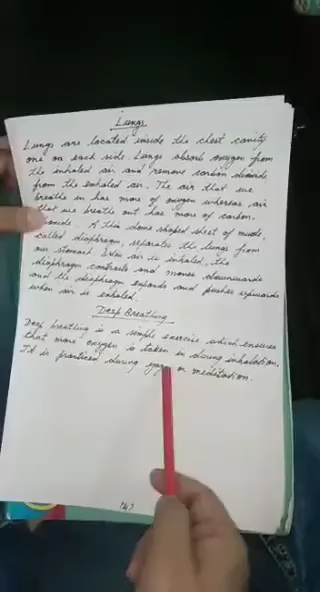 Lungs
Lungs are located inside the chest cavity
one on each side. Lungs absorb oxygen from
the inhaled air and remove carbon dioxide
from the exhaled air. The air that we
breathe in has more of oxygen whereas air
that we breath out has more of carbon
dioxide. A thin dome shaped sheet of muscle,
called diaphragm, separates the lungs from
our stomach. When air is inhaled, the
diaphragm contracts and moves downwards
and the diaphragm expands and pushes upwards
when air is exhaled.
Deep Breathing
Deep breathing is a simple exercise which ensures
that more oxygen is taken in during inhalation.
It is practiced during yoga or meditation.